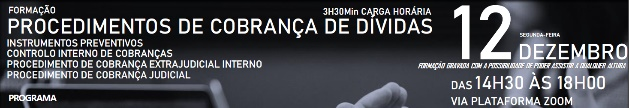 FORMAÇÃO
3H30Min CARGA HORÁRIA
PROCEDIMENTOS DE COBRANÇA DE DÍVIDAS
INSTRUMENTOS PREVENTIVOS
CONTROLO INTERNO DE COBRANÇAS
PROCEDIMENTO DE COBRANÇA EXTRAJUDICIAL INTERNO
PROCEDIMENTO DE COBRANÇA JUDICIAL
PROGRAMA
SEGUNDA-FEIRA
12 DEZEMBRO
FORMAÇÃO GRAVADA COM A POSSIBILIDADE DE PODER ASSISTIR A QUALQUER ALTURA
DAS 14H30 ÀS 18H00
VIA PLATAFORMA ZOOM